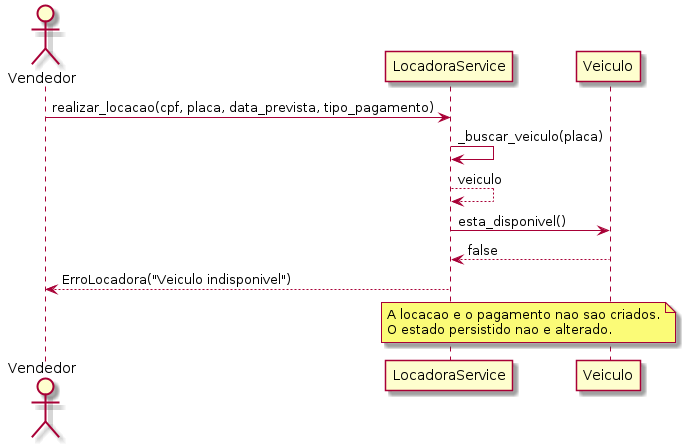 Vendedor
LocadoraService
Veiculo
realizar_locacao(cpf, placa, data_prevista, tipo_pagamento)
_buscar_veiculo(placa)
veiculo
esta_disponivel()
false
ErroLocadora("Veiculo indisponivel")
A locacao e o pagamento nao sao criados.
O estado persistido nao e alterado.
Vendedor
LocadoraService
Veiculo